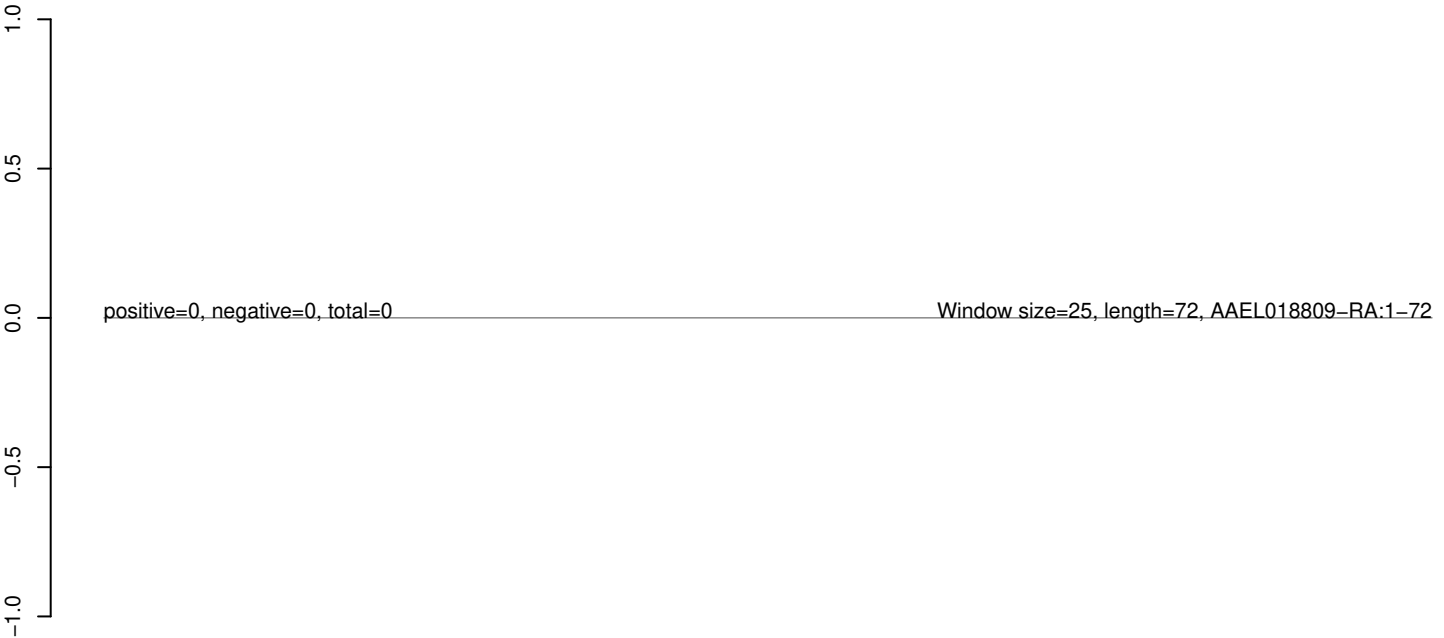 1.0
0.5
0.0
−0.5
−1.0
positive=0, negative=0, total=0
Window size=25, length=72, AAEL018809−RA:1−72